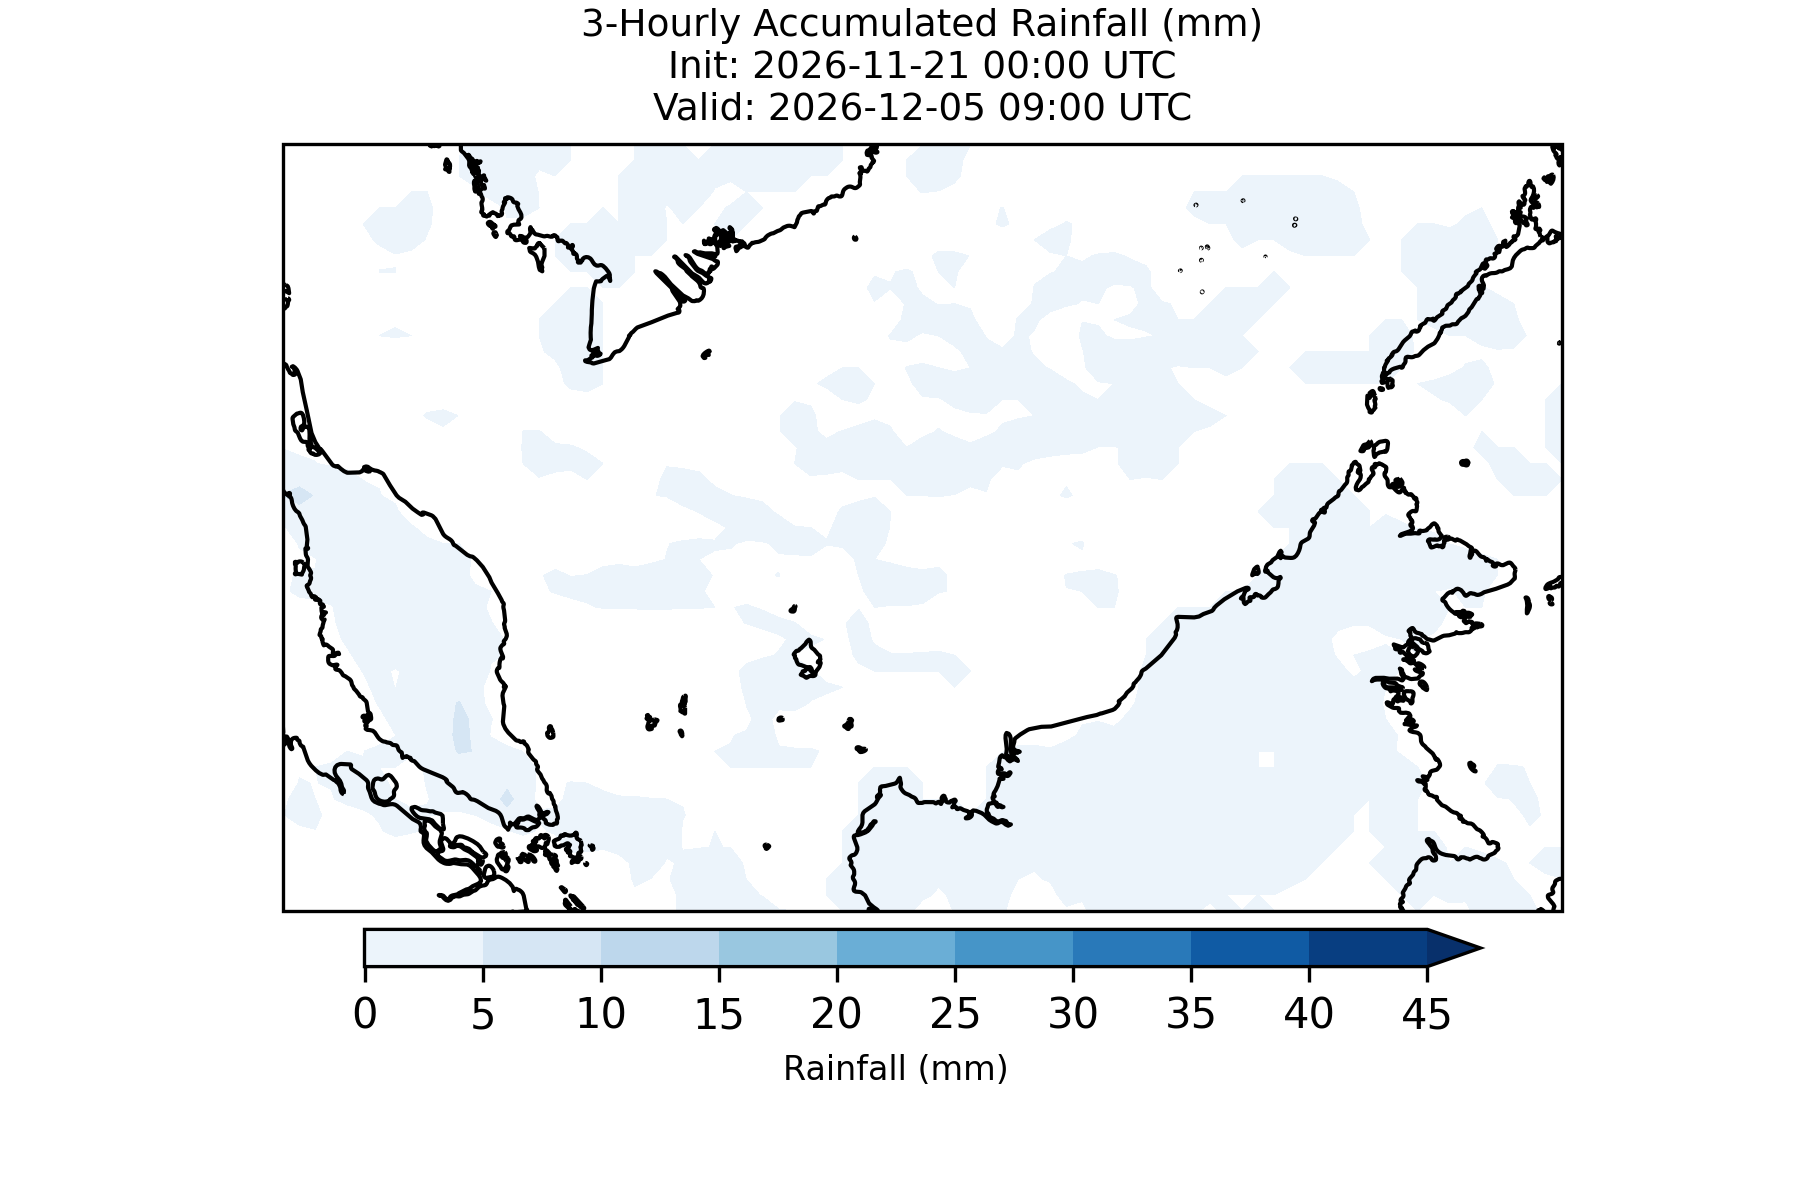 3-Hourly Accumulated Rainfall (mm)
Init: 2026-11-21 00:00 UTC
Valid: 2026-12-05 09:00 UTC
0 5 10 15 20 25 30 35 40 45
Rainfall (mm)